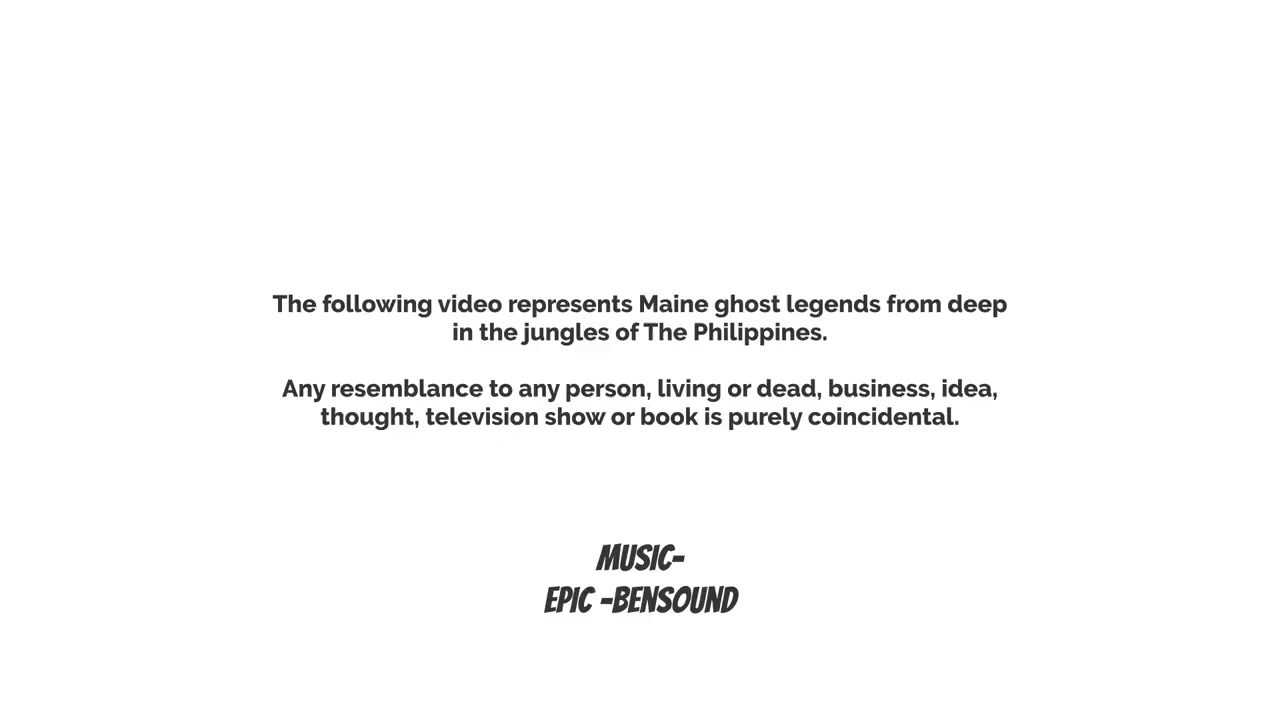 The following video represents Maine ghost legends from deep
in the jungles of The Philippines.
Any resemblance to any person, living or dead, business, idea,
thought, television show or book is purely coincidental.
MUSIC-
EPIC -BENSOUND